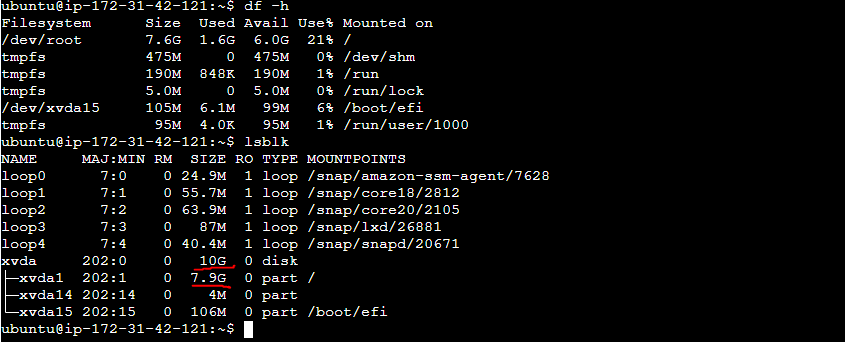 ubuntu@ip-172-31-42-121:~$ df -h
Filesystem      Size  Used Avail Use% Mounted on
/dev/root       7.6G  1.6G  6.0G  21% /
tmpfs           475M     0  475M   0% /dev/shm
tmpfs           190M  848K  190M   1% /run
tmpfs           5.0M     0  5.0M   0% /run/lock
/dev/xvda15     105M  6.1M   99M   6% /boot/efi
tmpfs            95M  4.0K   95M   1% /run/user/1000
ubuntu@ip-172-31-42-121:~$ lsblk
NAME     MAJ:MIN RM  SIZE RO TYPE MOUNTPOINTS
loop0      7:0    0 24.9M  1 loop /snap/amazon-ssm-agent/7628
loop1      7:1    0 55.7M  1 loop /snap/core18/2812
loop2      7:2    0 63.9M  1 loop /snap/core20/2105
loop3      7:3    0   87M  1 loop /snap/lxd/26881
loop4      7:4    0 40.4M  1 loop /snap/snapd/20671
xvda     202:0    0   10G  0 disk
├─xvda1  202:1    0  7.9G  0 part /
├─xvda14 202:14   0    4M  0 part
└─xvda15 202:15   0  106M  0 part /boot/efi
ubuntu@ip-172-31-42-121:~$